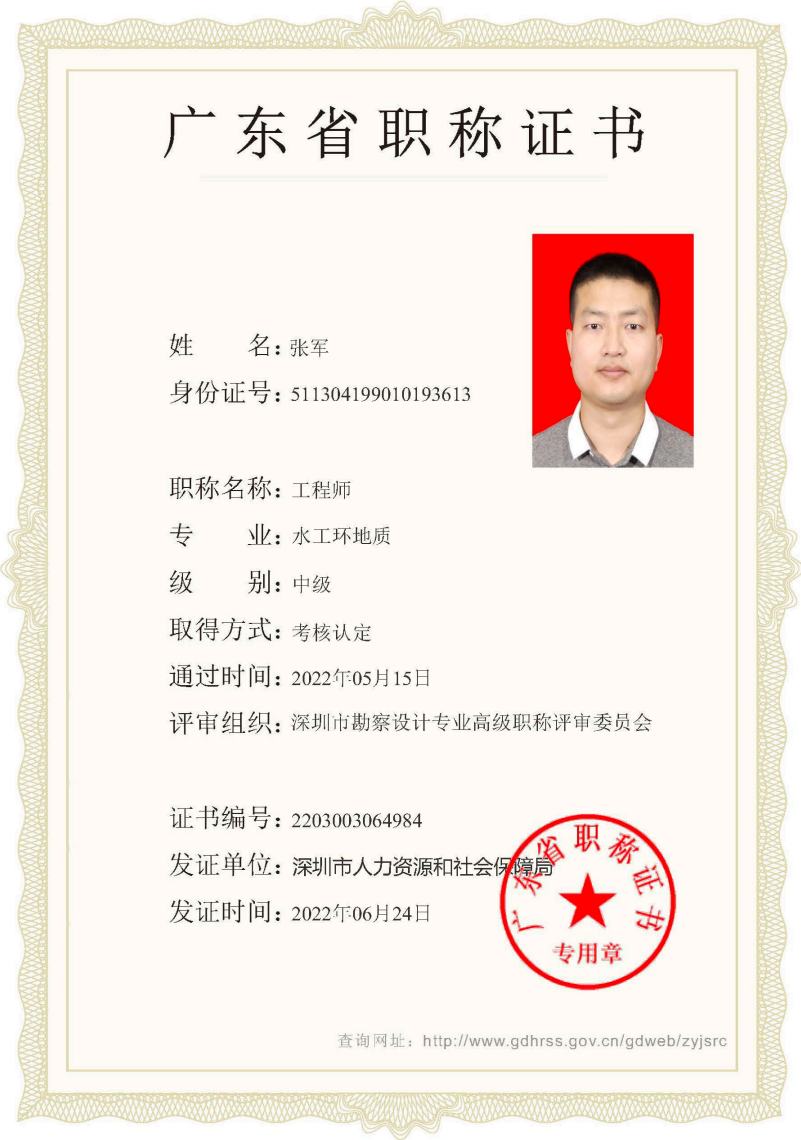 广东省职称证书
姓 名：张军
身份证号：511304199010193613
职称名称：工程师
专 业：水工环地质
级 别：中级
取得方式：考核认定
通过时间：2022年05月15日
评审组织：深圳市勘察设计专业高级职称评审委员会
证书编号：2203003064984
发证单位：深圳市人力资源和社会保障局
发证时间：2022年06月24日
广东省职称证书
专用章
查询网址：http://www.gdhrss.gov.cn/gdweb/zyjsrc